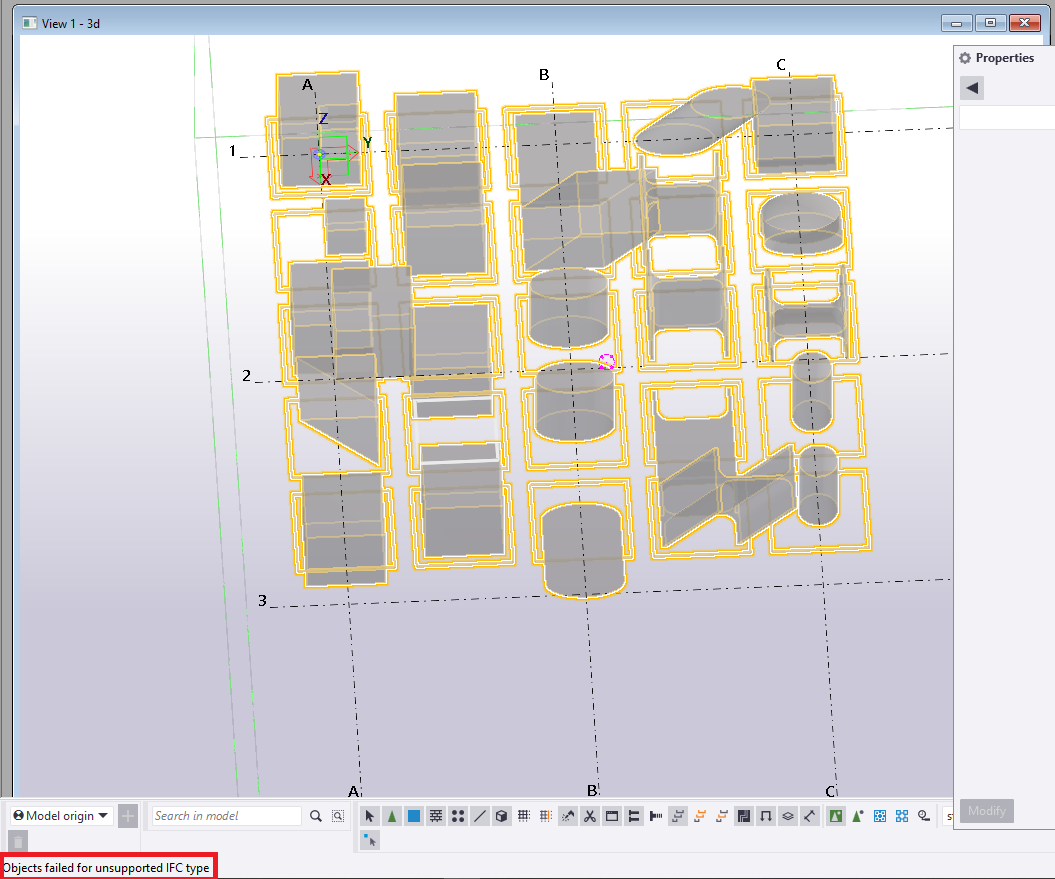 View 1 - 3d
Properties
A
B
C
Z
Y
X
1
2
3
A
B
C
Modify
Model origin
Search in model
Objects failed for unsupported IFC type